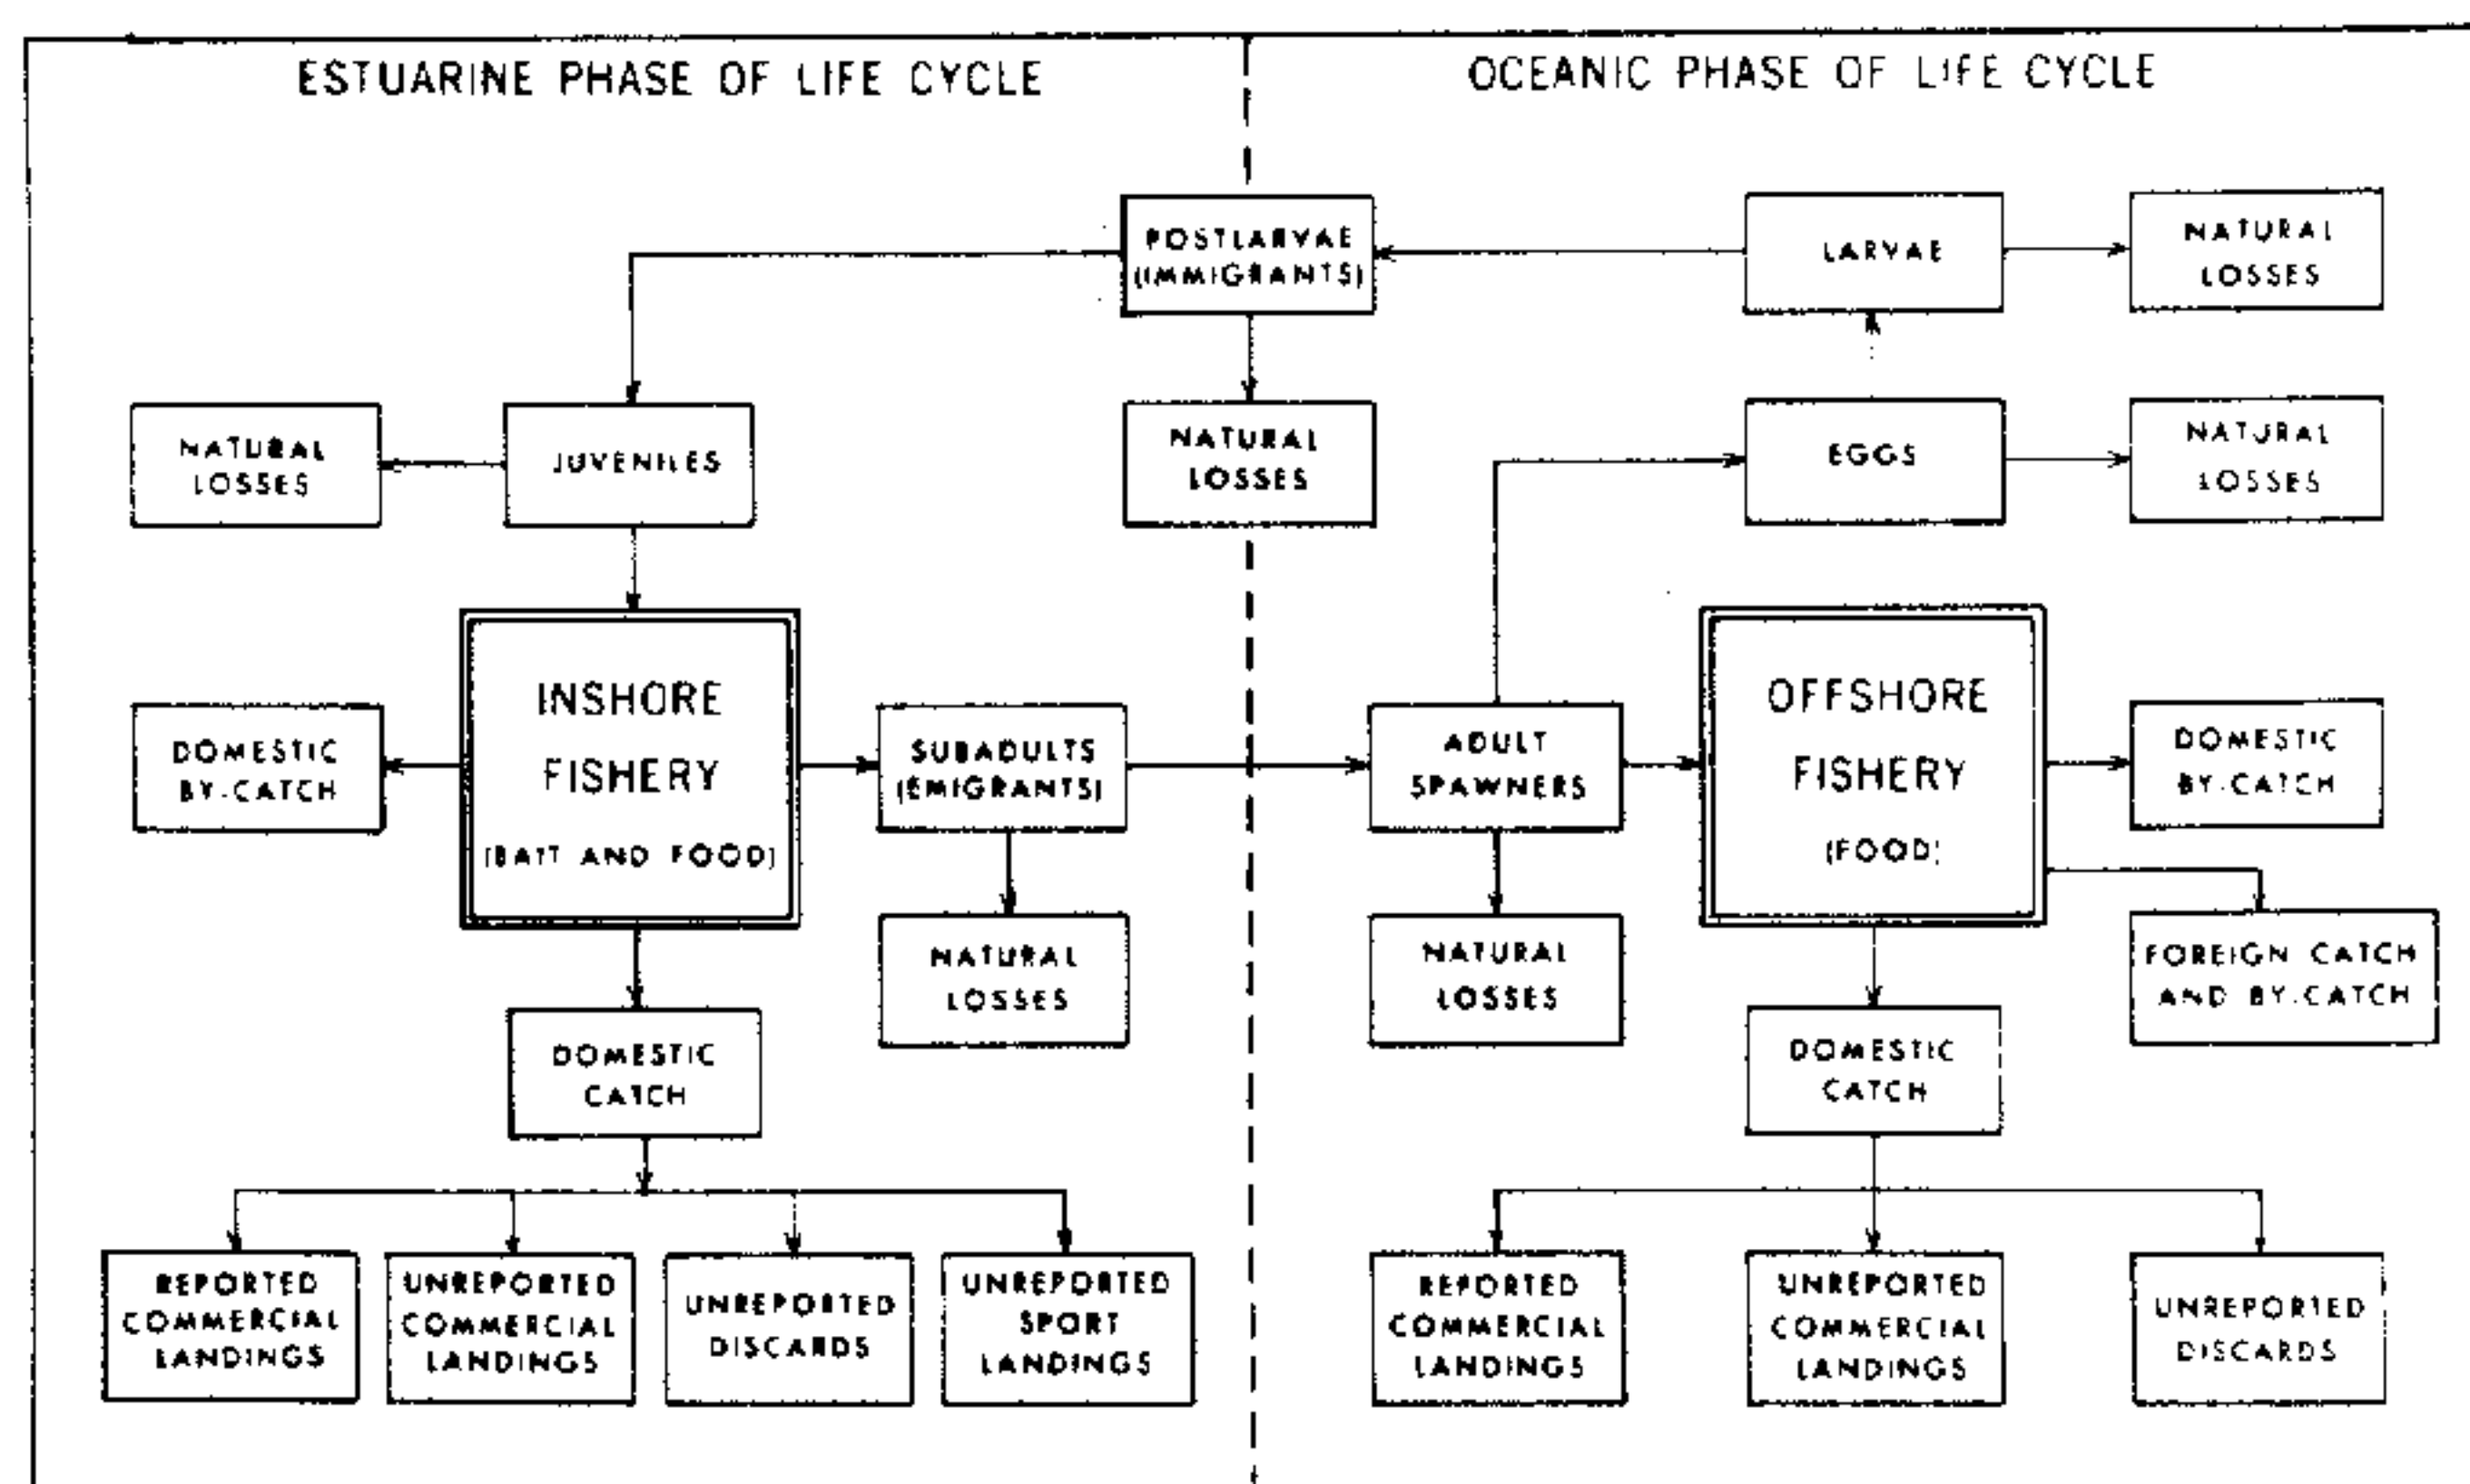 ESTUARINE PHASE OF LIFE CYCLE
OCEANIC PHASE OF LIFE CYCLE
POSTLARVAE
(IMMIGRANTS)
LARVAE
NATURAL
LOSSES
NATURAL
LOSSES
JUVENILES
NATURAL
LOSSES
EGGS
NATURAL
LOSSES
INSHORE
FISHERY
(BAIT AND FOOD)
DOMESTIC
BY-CATCH
SUBADULTS
(EMIGRANTS)
ADULT
SPAWNERS
OFFSHORE
FISHERY
(FOOD)
DOMESTIC
BY-CATCH
NATURAL
LOSSES
NATURAL
LOSSES
FOREIGN CATCH
AND BY-CATCH
DOMESTIC
CATCH
DOMESTIC
CATCH
REPORTED
COMMERCIAL
LANDINGS
UNREPORTED
COMMERCIAL
LANDINGS
UNREPORTED
DISCARDS
UNREPORTED
SPORT
LANDINGS
REPORTED
COMMERCIAL
LANDINGS
UNREPORTED
COMMERCIAL
LANDINGS
UNREPORTED
DISCARDS